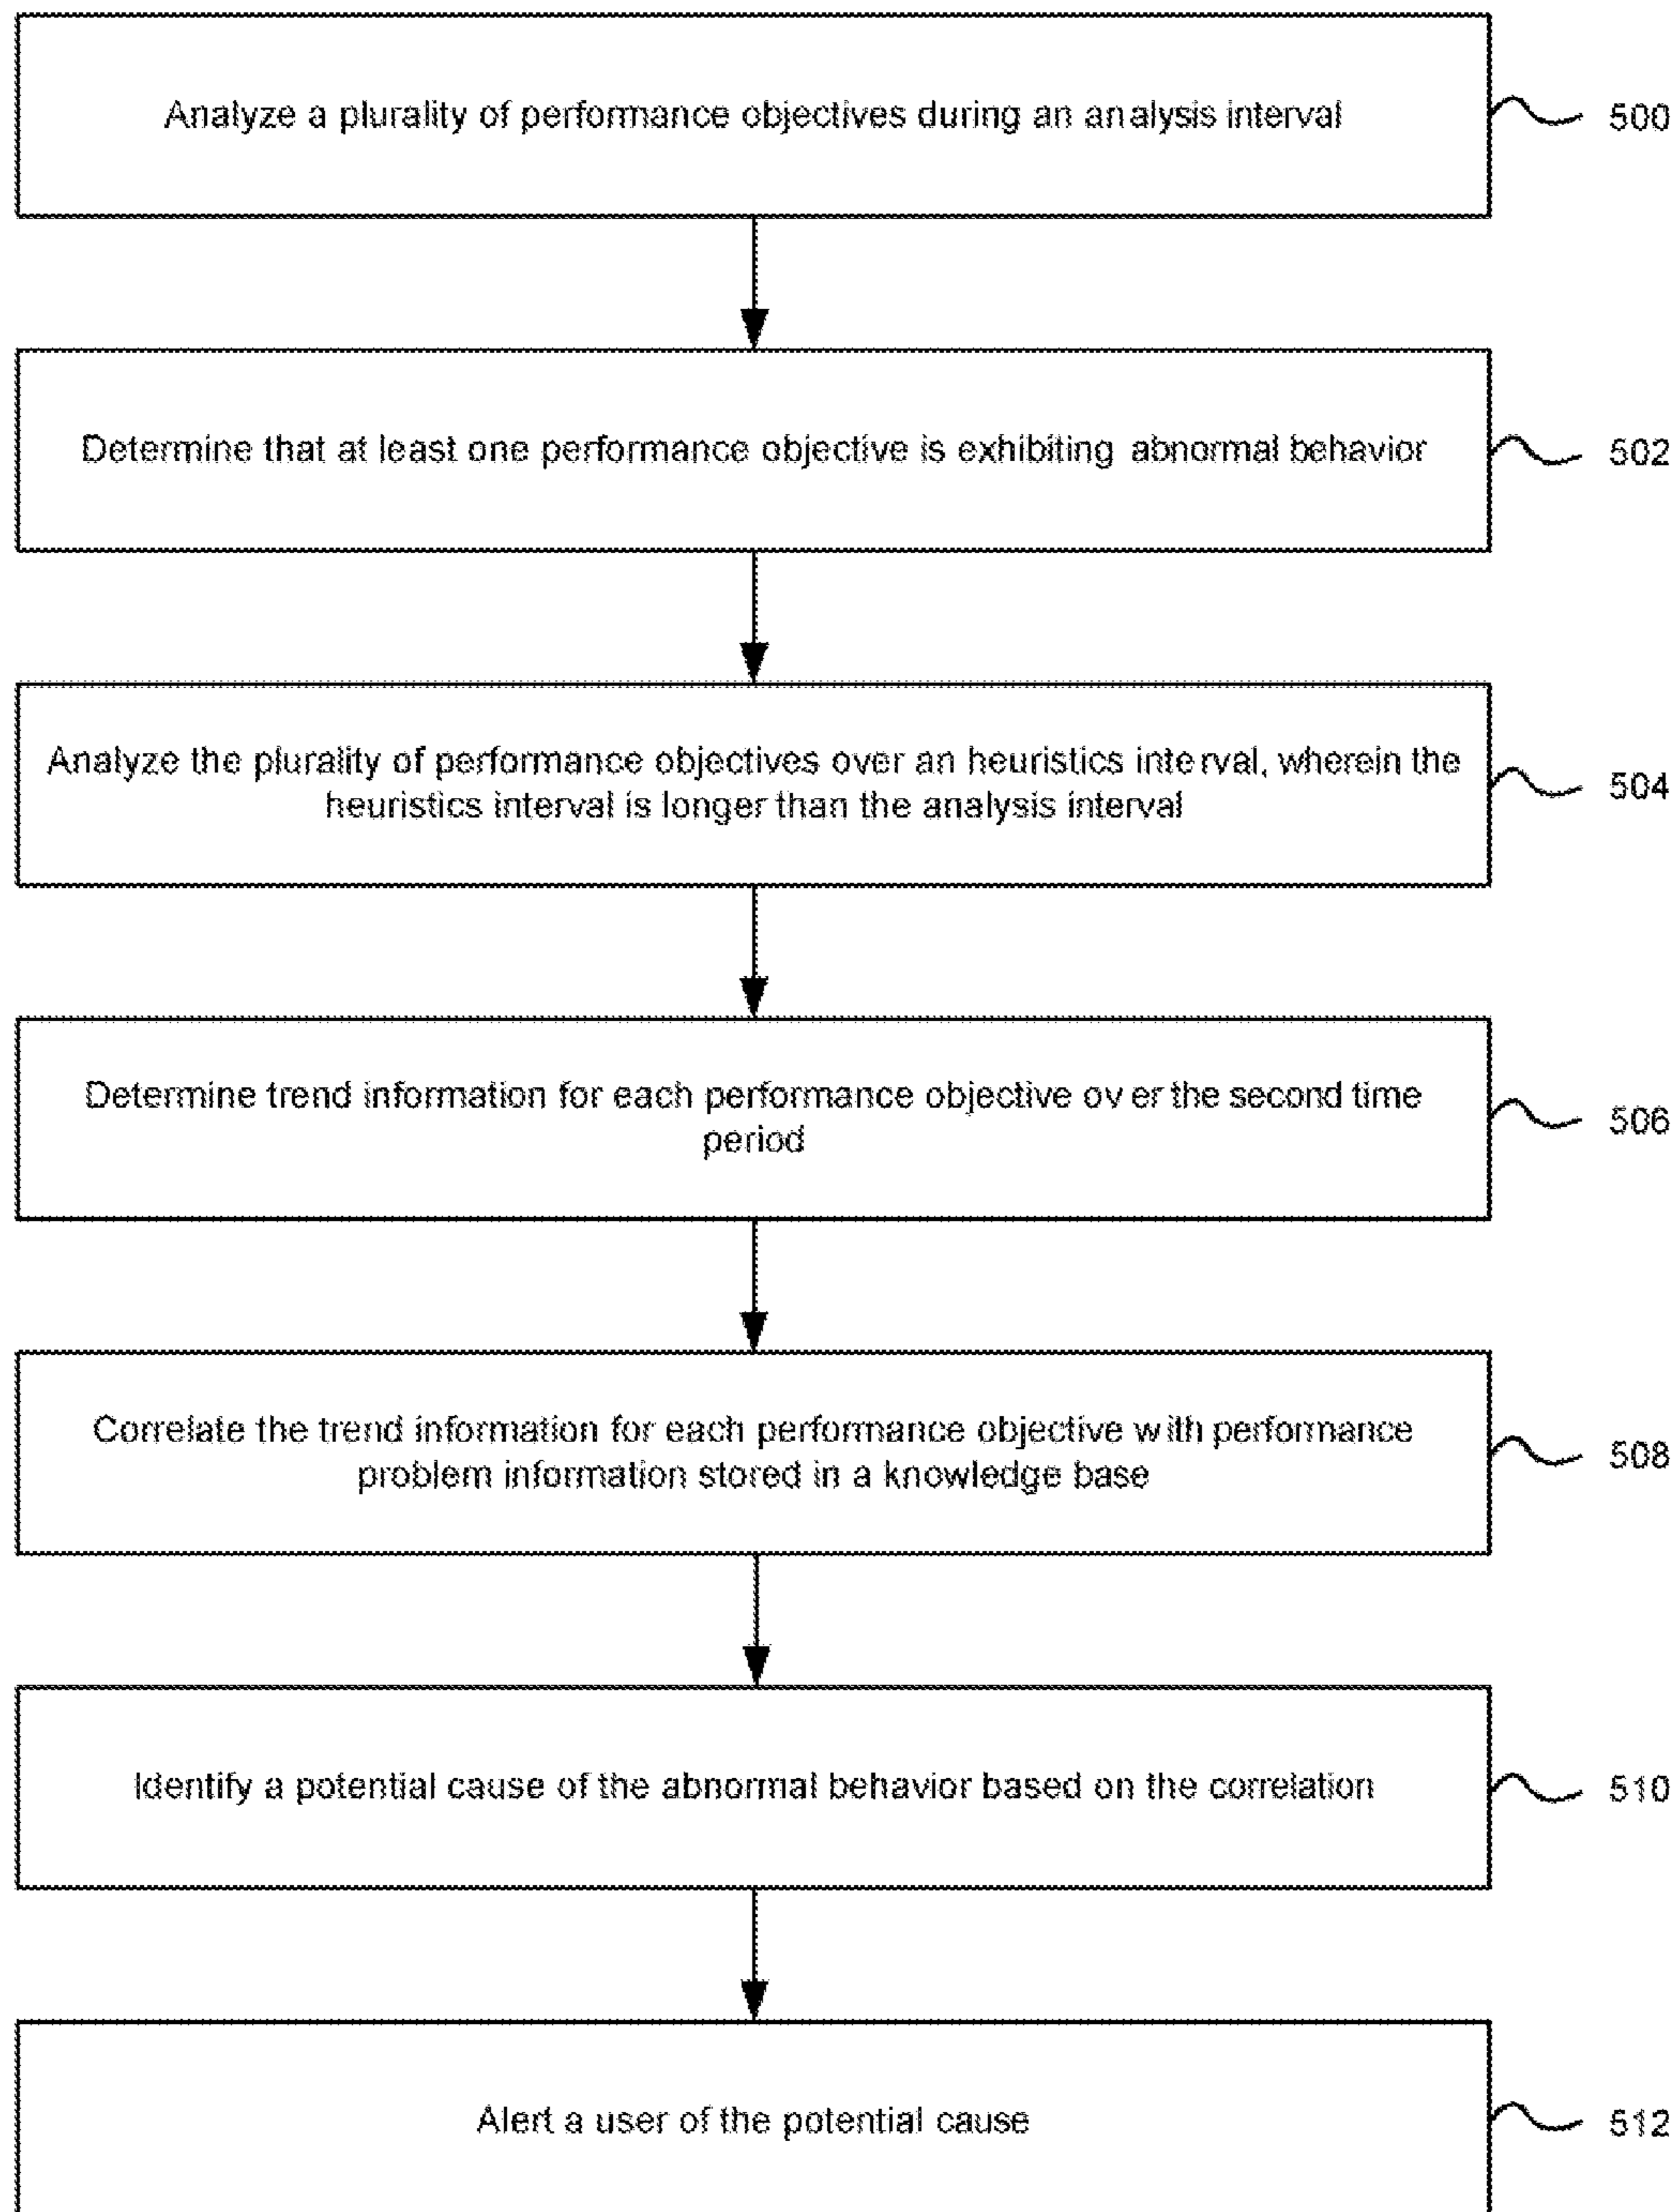 Analyze a plurality of performance objectives during an analysis interval
500
Determine that at least one performance objective is exhibiting abnormal behavior
502
Analyze the plurality of performance objectives over an heuristics interval, wherein the
heuristics interval is longer than the analysis interval
504
Determine trend information for each performance objective over the second time
period
506
Correlate the trend information for each performance objective with performance
problem information stored in a knowledge base
508
Identify a potential cause of the abnormal behavior based on the correlation
510
Alert a user of the potential cause
512